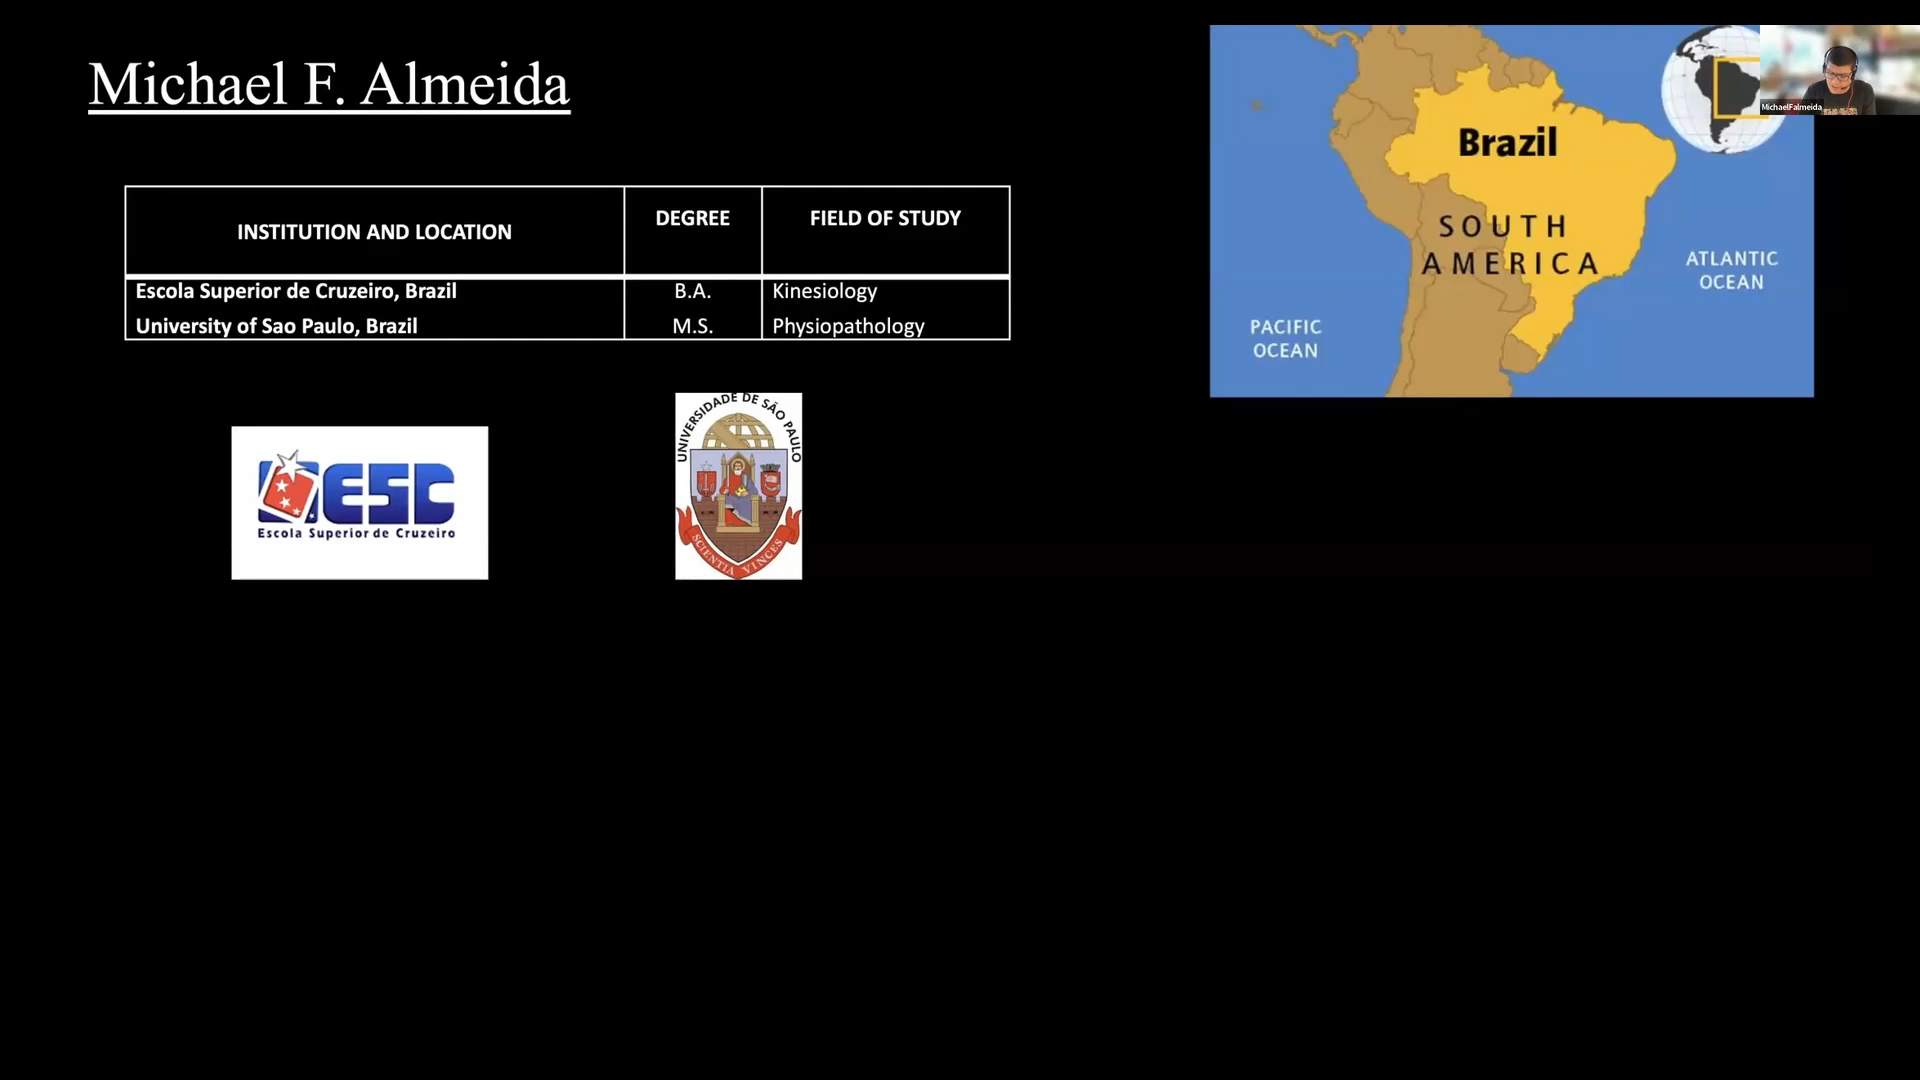 Michael F. Almeida
INSTITUTION AND LOCATION
DEGREE
FIELD OF STUDY
Escola Superior de Cruzeiro, Brazil
B.A.
Kinesiology
University of Sao Paulo, Brazil
M.S.
Physiopathology
ESC
Escola Superior de Cruzeiro
UNIVERSIDADE DE SÃO PAULO
SCIENTIA VINCES
Brazil
SOUTH
AMERICA
ATLANTIC
OCEAN
PACIFIC
OCEAN
MichaelFalmeida